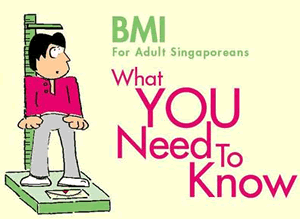 BMI
For Adult Singaporeans
What
YOU
Need To
Know